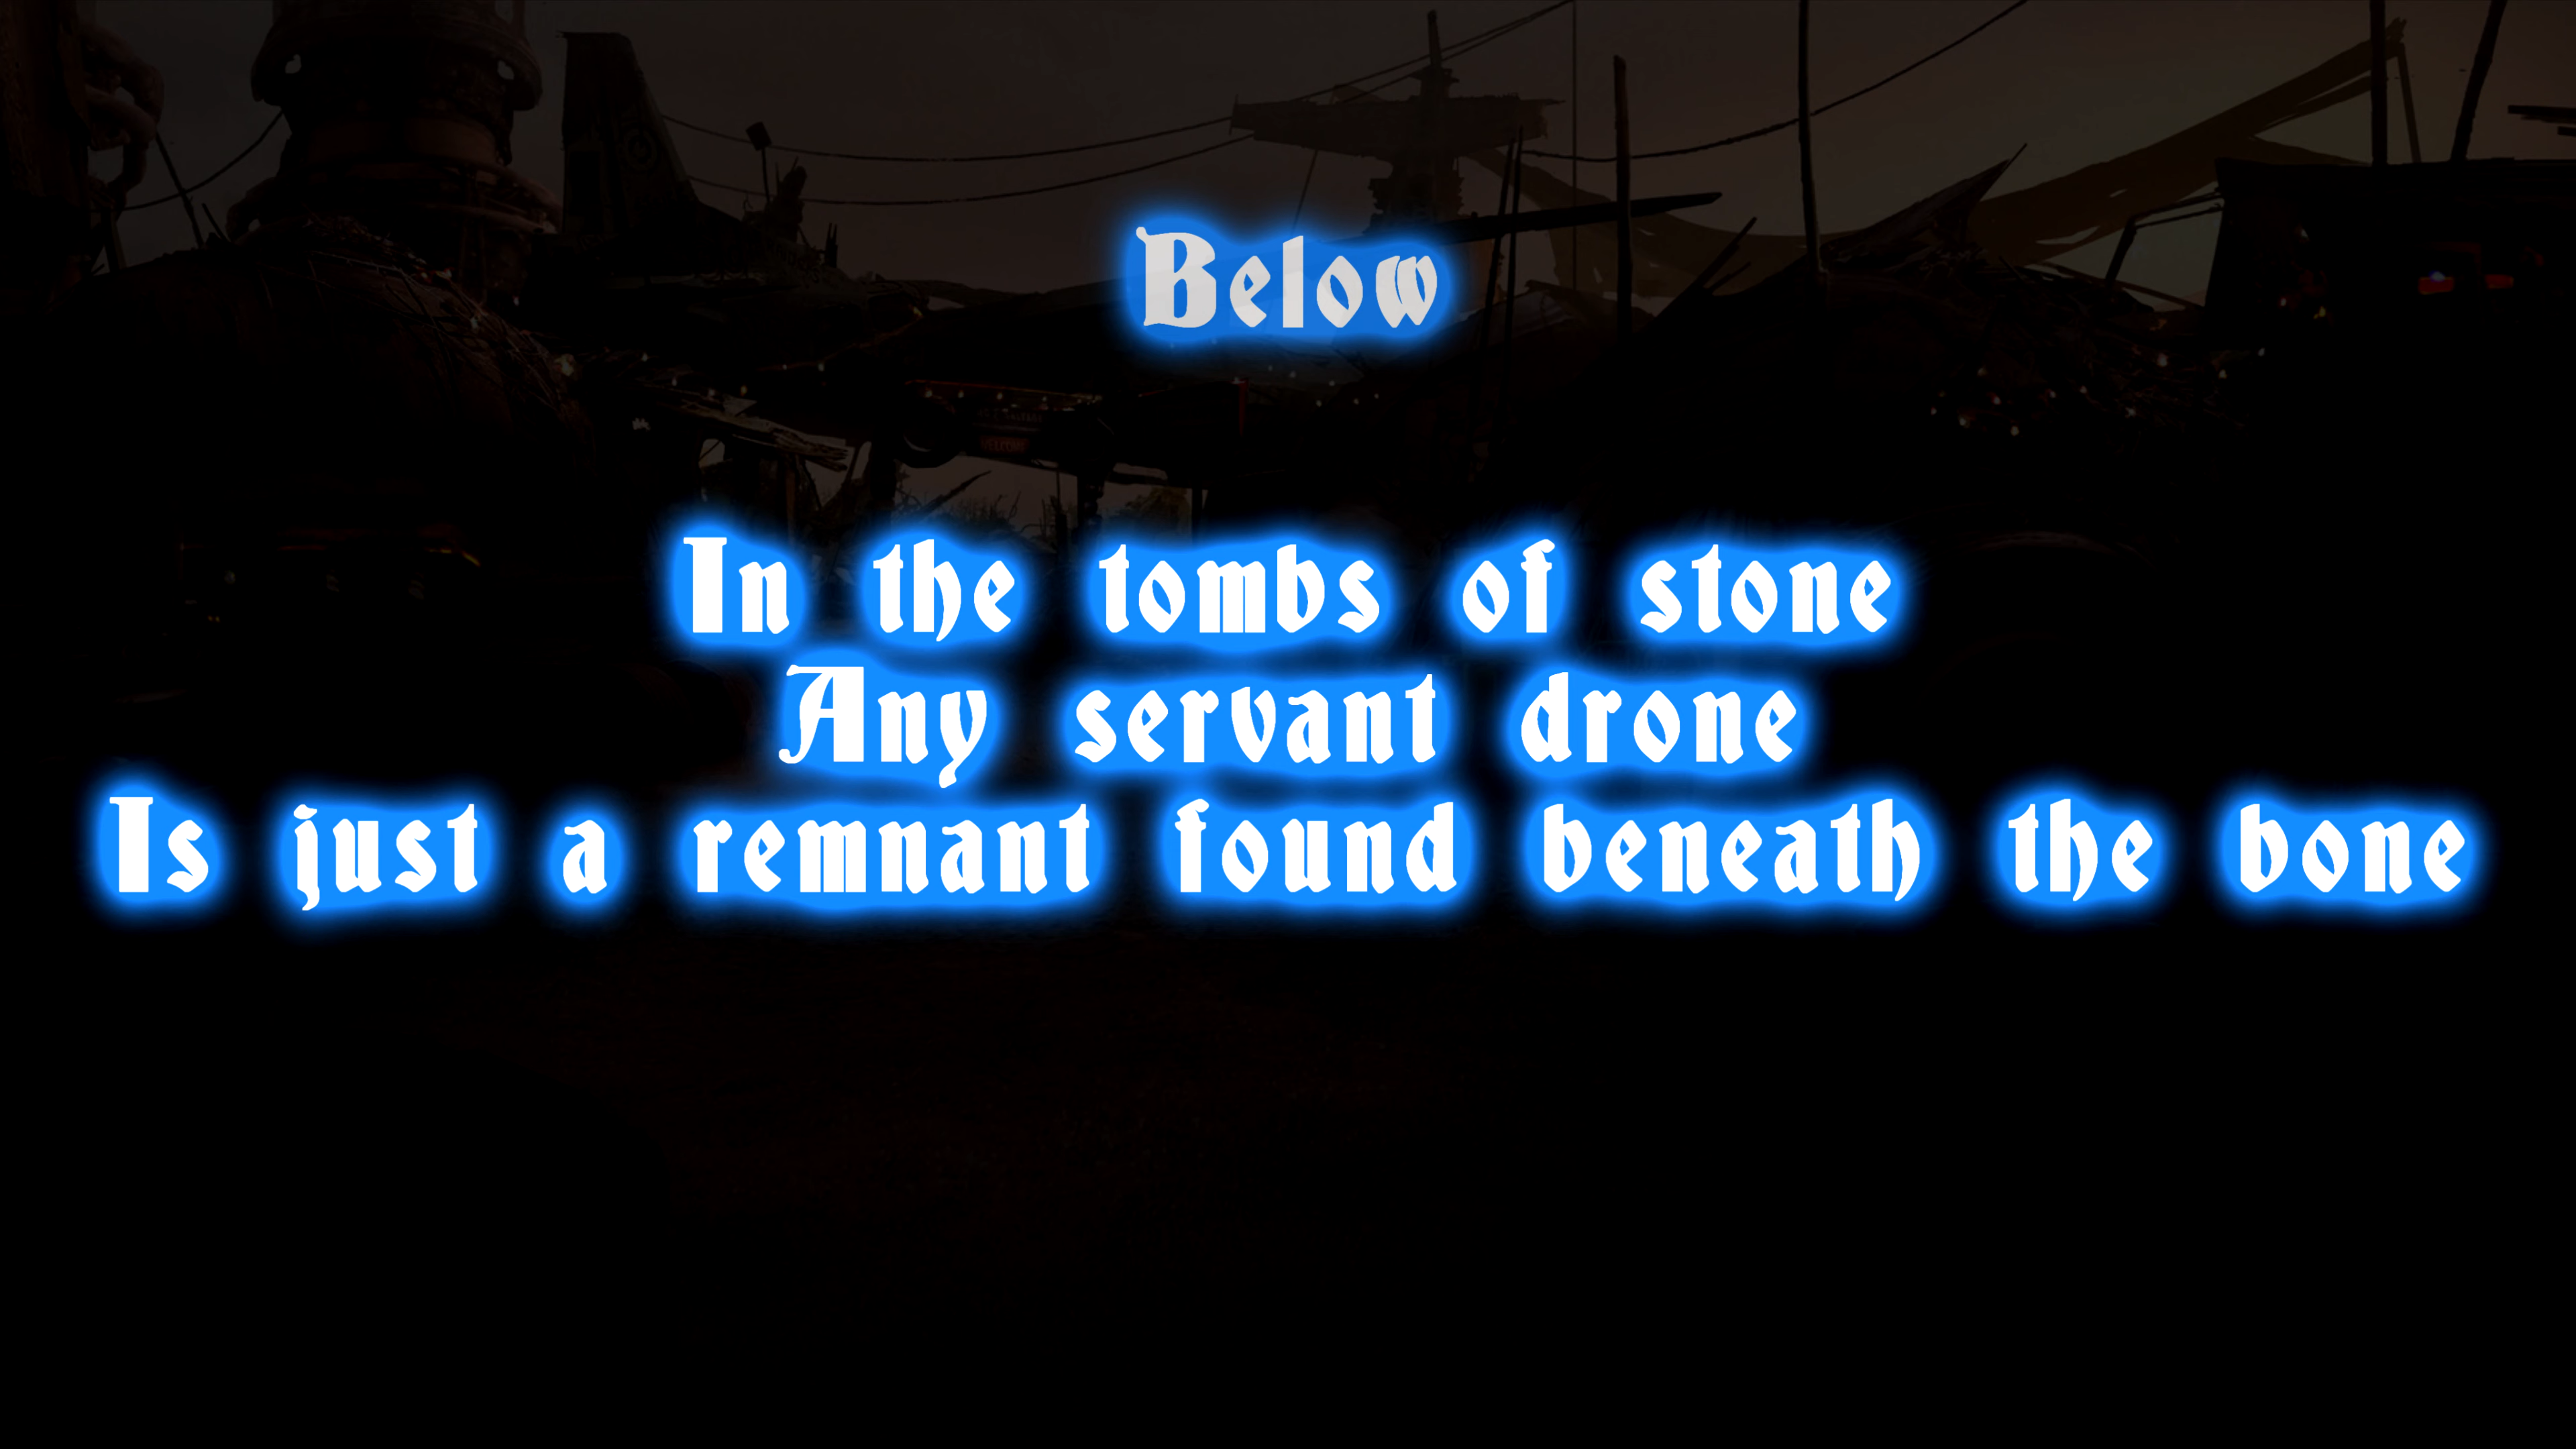 Below
In the tombs of stone
Any servant drone
Is just a remnant found beneath the bone